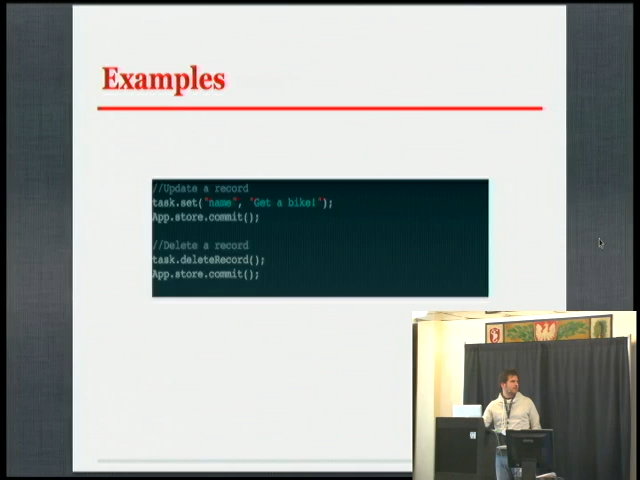 Examples
//Update a record
task.set("name", "Get a bike!");
App.store.commit();
//Delete a record
task.deleteRecord();
App.store.commit();